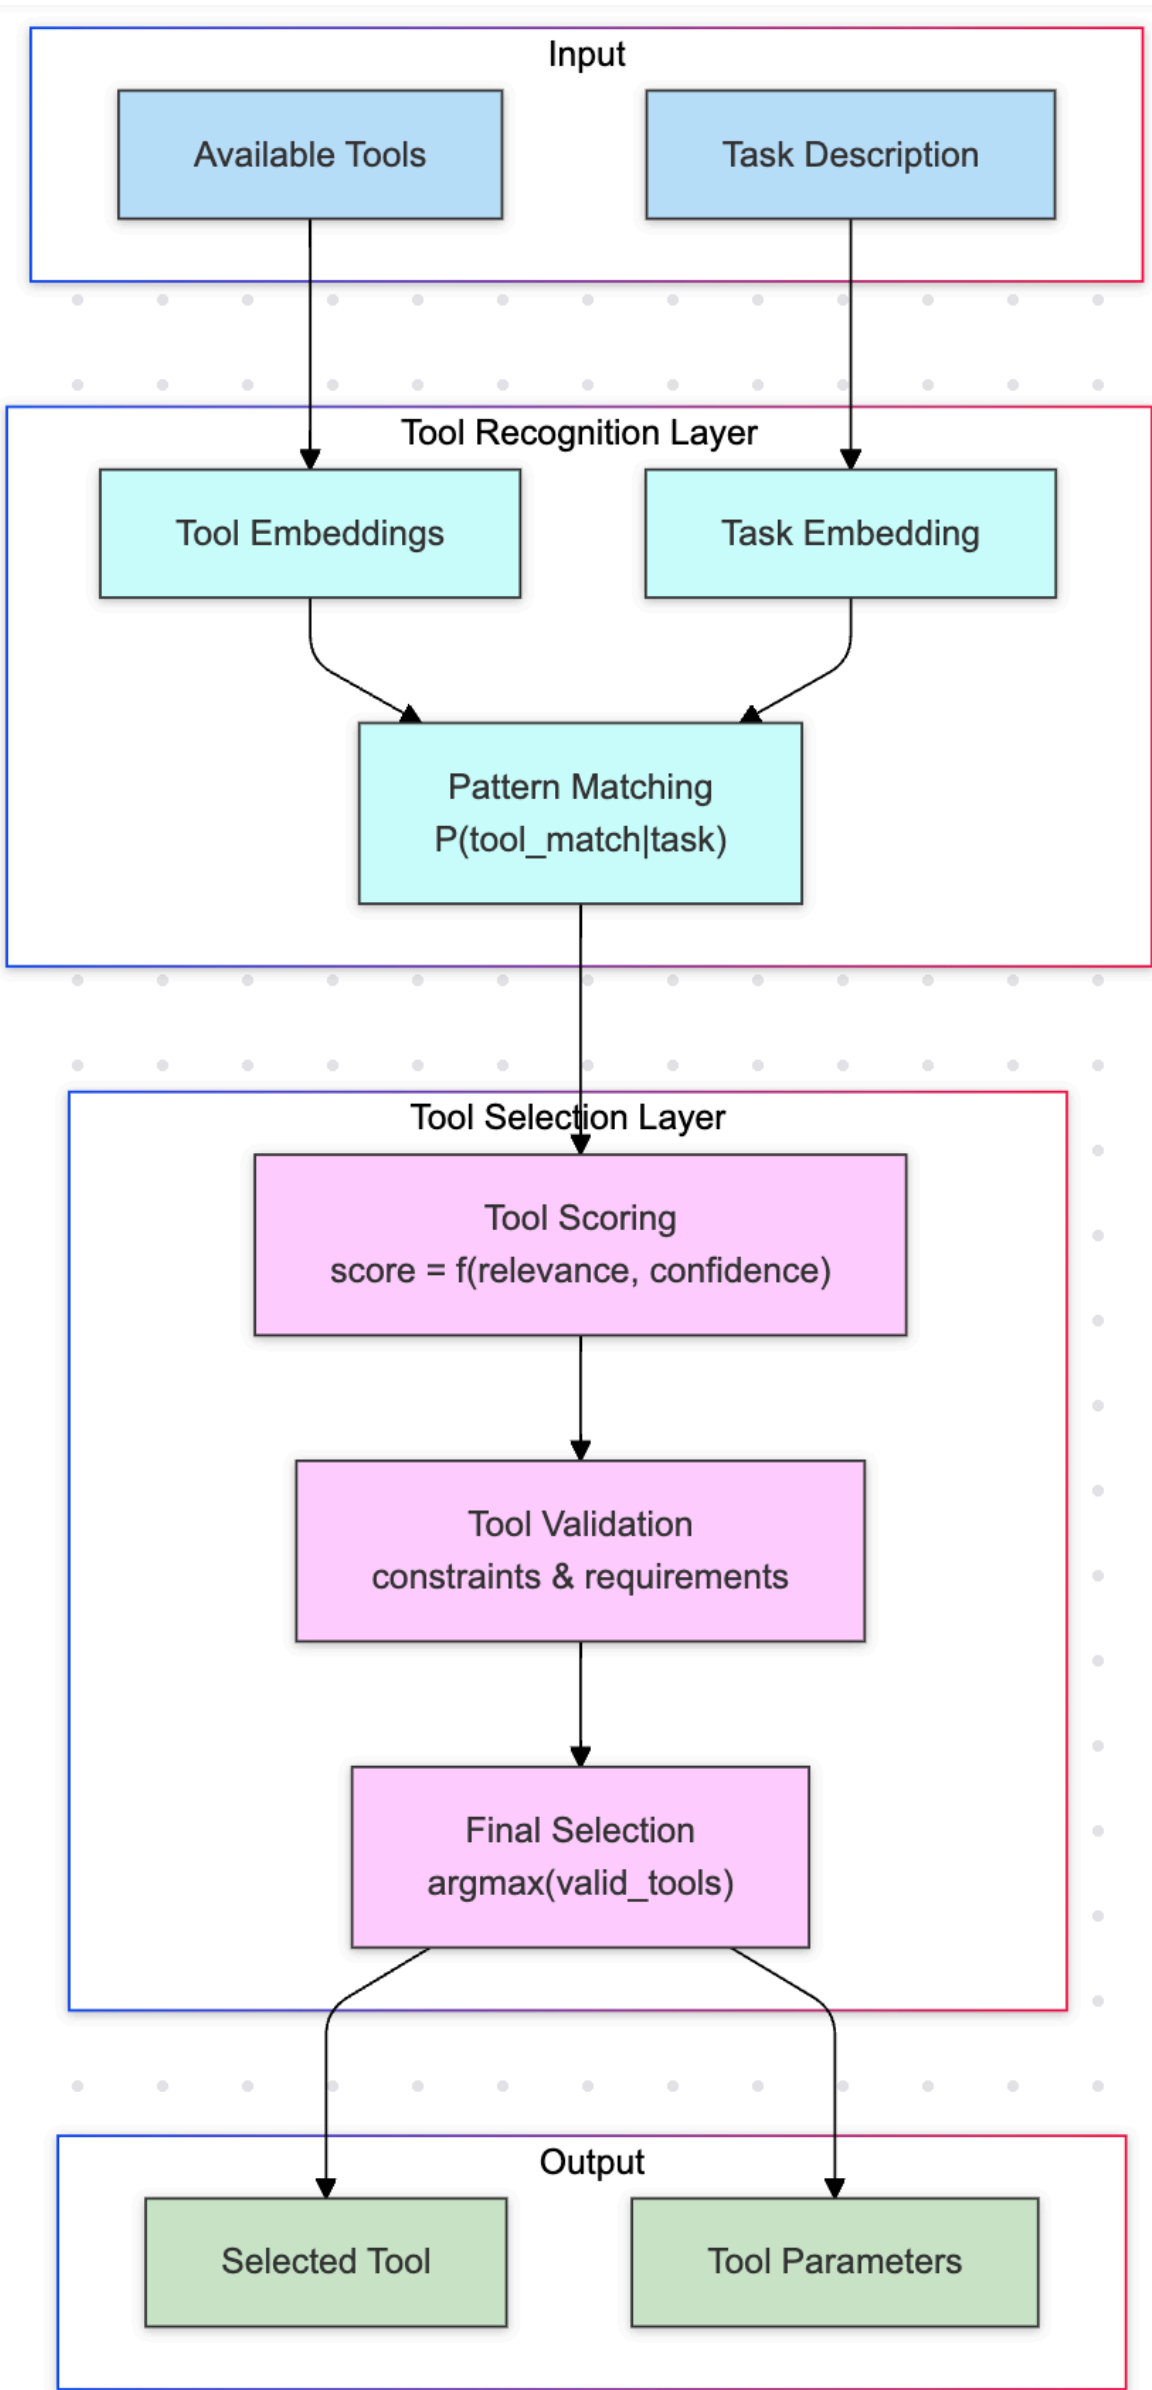 Input
Available Tools
Task Description
Tool Recognition Layer
Tool Embeddings
Task Embedding
Pattern Matching
P(tool_match|task)
Tool Selection Layer
Tool Scoring
score = f(relevance, confidence)
Tool Validation
constraints & requirements
Final Selection
argmax(valid_tools)
Output
Selected Tool
Tool Parameters